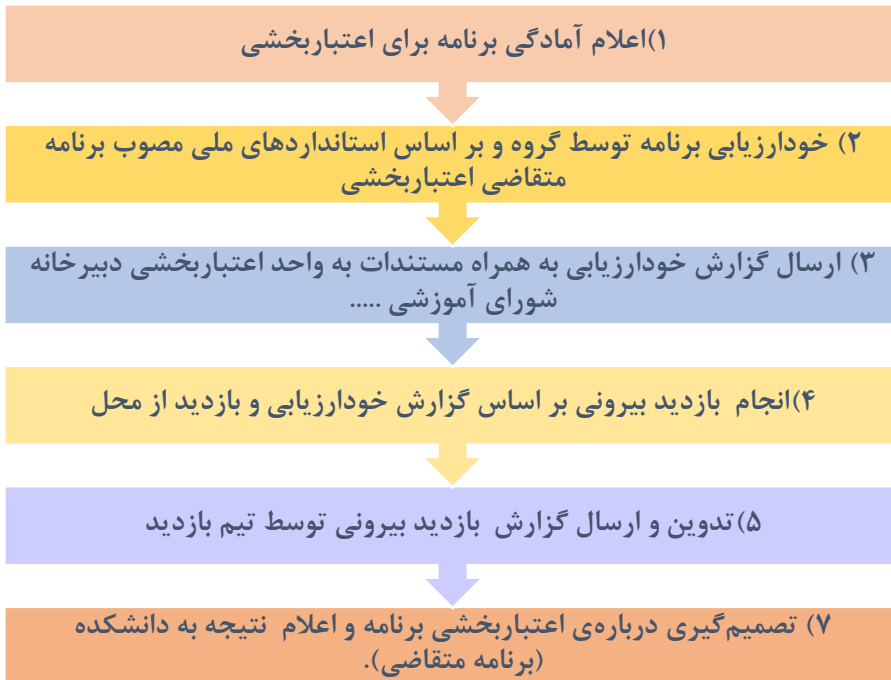 ۱)اعلام آمادگی برنامه برای اعتباربخشی
۲) خودارزیابی برنامه توسط گروه و بر اساس استانداردهای ملی مصوب برنامه
متقاضی اعتباربخشی
۳) ارسال گزارش خودارزیابی به همراه مستندات به واحد اعتباربخشی دبیرخانه
شورای آموزشی .....
۴)انجام بازدید بیرونی بر اساس گزارش خودارزیابی و بازدید از محل
۵)تدوین و ارسال گزارش بازدید بیرونی توسط تیم بازدید
۷) تصمیم‌گیری درباره‌ی اعتباربخشی برنامه و اعلام نتیجه به دانشکده
(برنامه متقاضی).